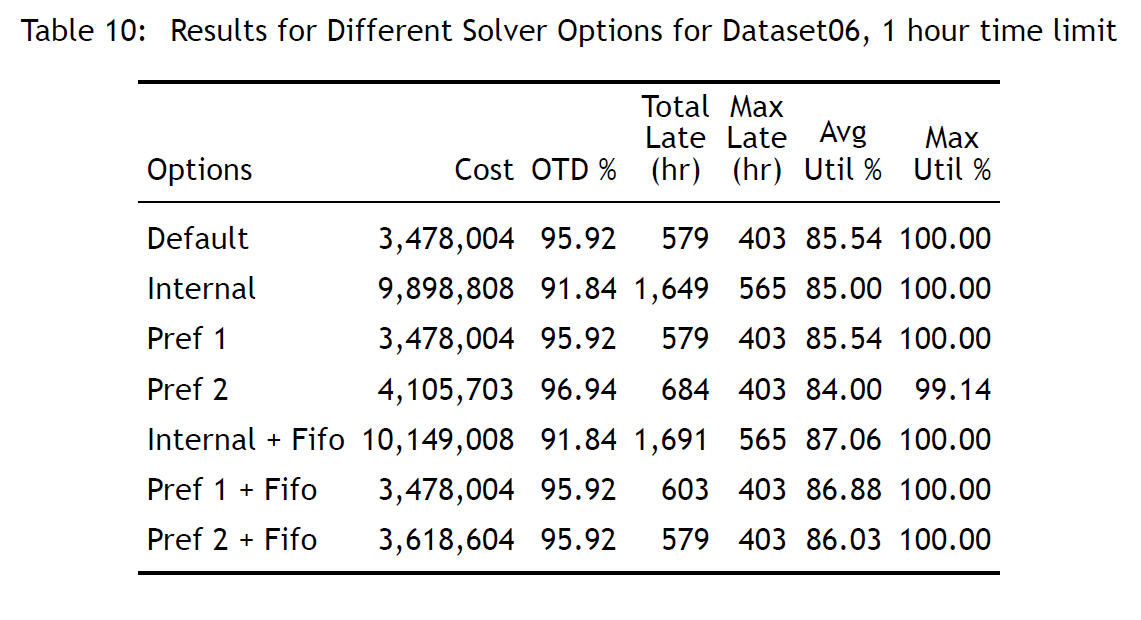 Table 10: Results for Different Solver Options for Dataset06, 1 hour time limit
Total Max
Late Late Avg Max
Options Cost OTD % (hr) (hr) Util % Util %
Default 3,478,004 95.92 579 403 85.54 100.00
Internal 9,898,808 91.84 1,649 565 85.00 100.00
Pref 1 3,478,004 95.92 579 403 85.54 100.00
Pref 2 4,105,703 96.94 684 403 84.00 99.14
Internal + Fifo 10,149,008 91.84 1,691 565 87.06 100.00
Pref 1 + Fifo 3,478,004 95.92 603 403 86.88 100.00
Pref 2 + Fifo 3,618,604 95.92 579 403 86.03 100.00